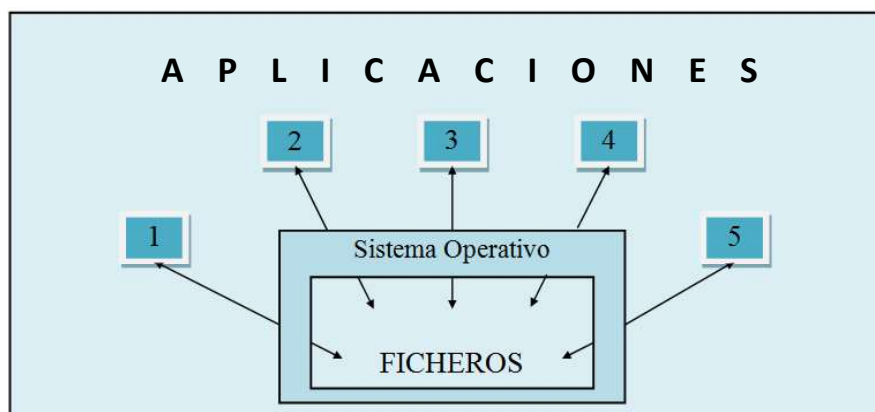 A P L I C A C I O N E S
2 3 4
1 5
Sistema Operativo
FICHEROS